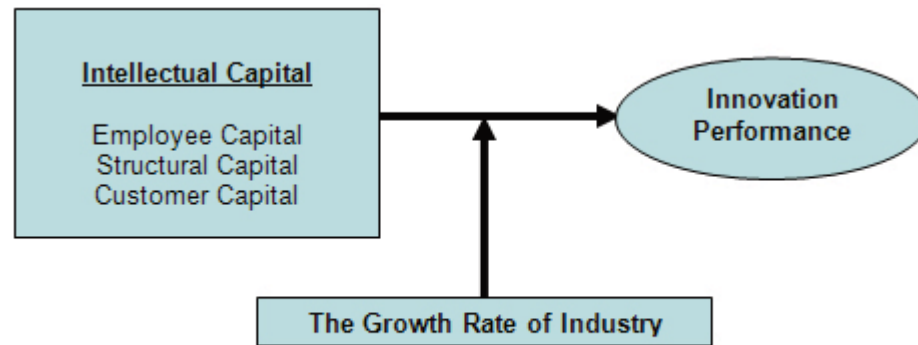 Intellectual Capital
Employee Capital
Structural Capital
Customer Capital
Innovation
Performance
The Growth Rate of Industry